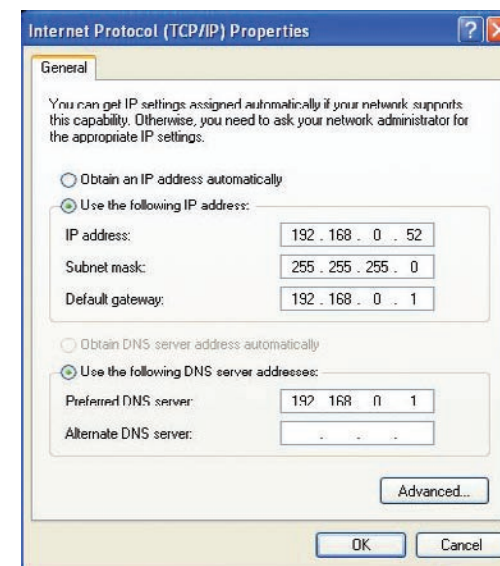 Internet Protocol (TCP/IP) Properties
General
You can get IP settings assigned automatically if your network supports
this capability. Otherwise, you need to ask your network administrator for
the appropriate IP settings.
Obtain an IP address automatically
Use the following IP address:
IP address: 192 . 168 . 0 . 52
Subnet mask: 255 . 255 . 255 . 0
Default gateway: 192 . 168 . 0 . 1
Obtain DNS server address automatically
Use the following DNS server addresses:
Preferred DNS server: 192 168 0 1
Alternate DNS server: . . .
Advanced...
OK Cancel